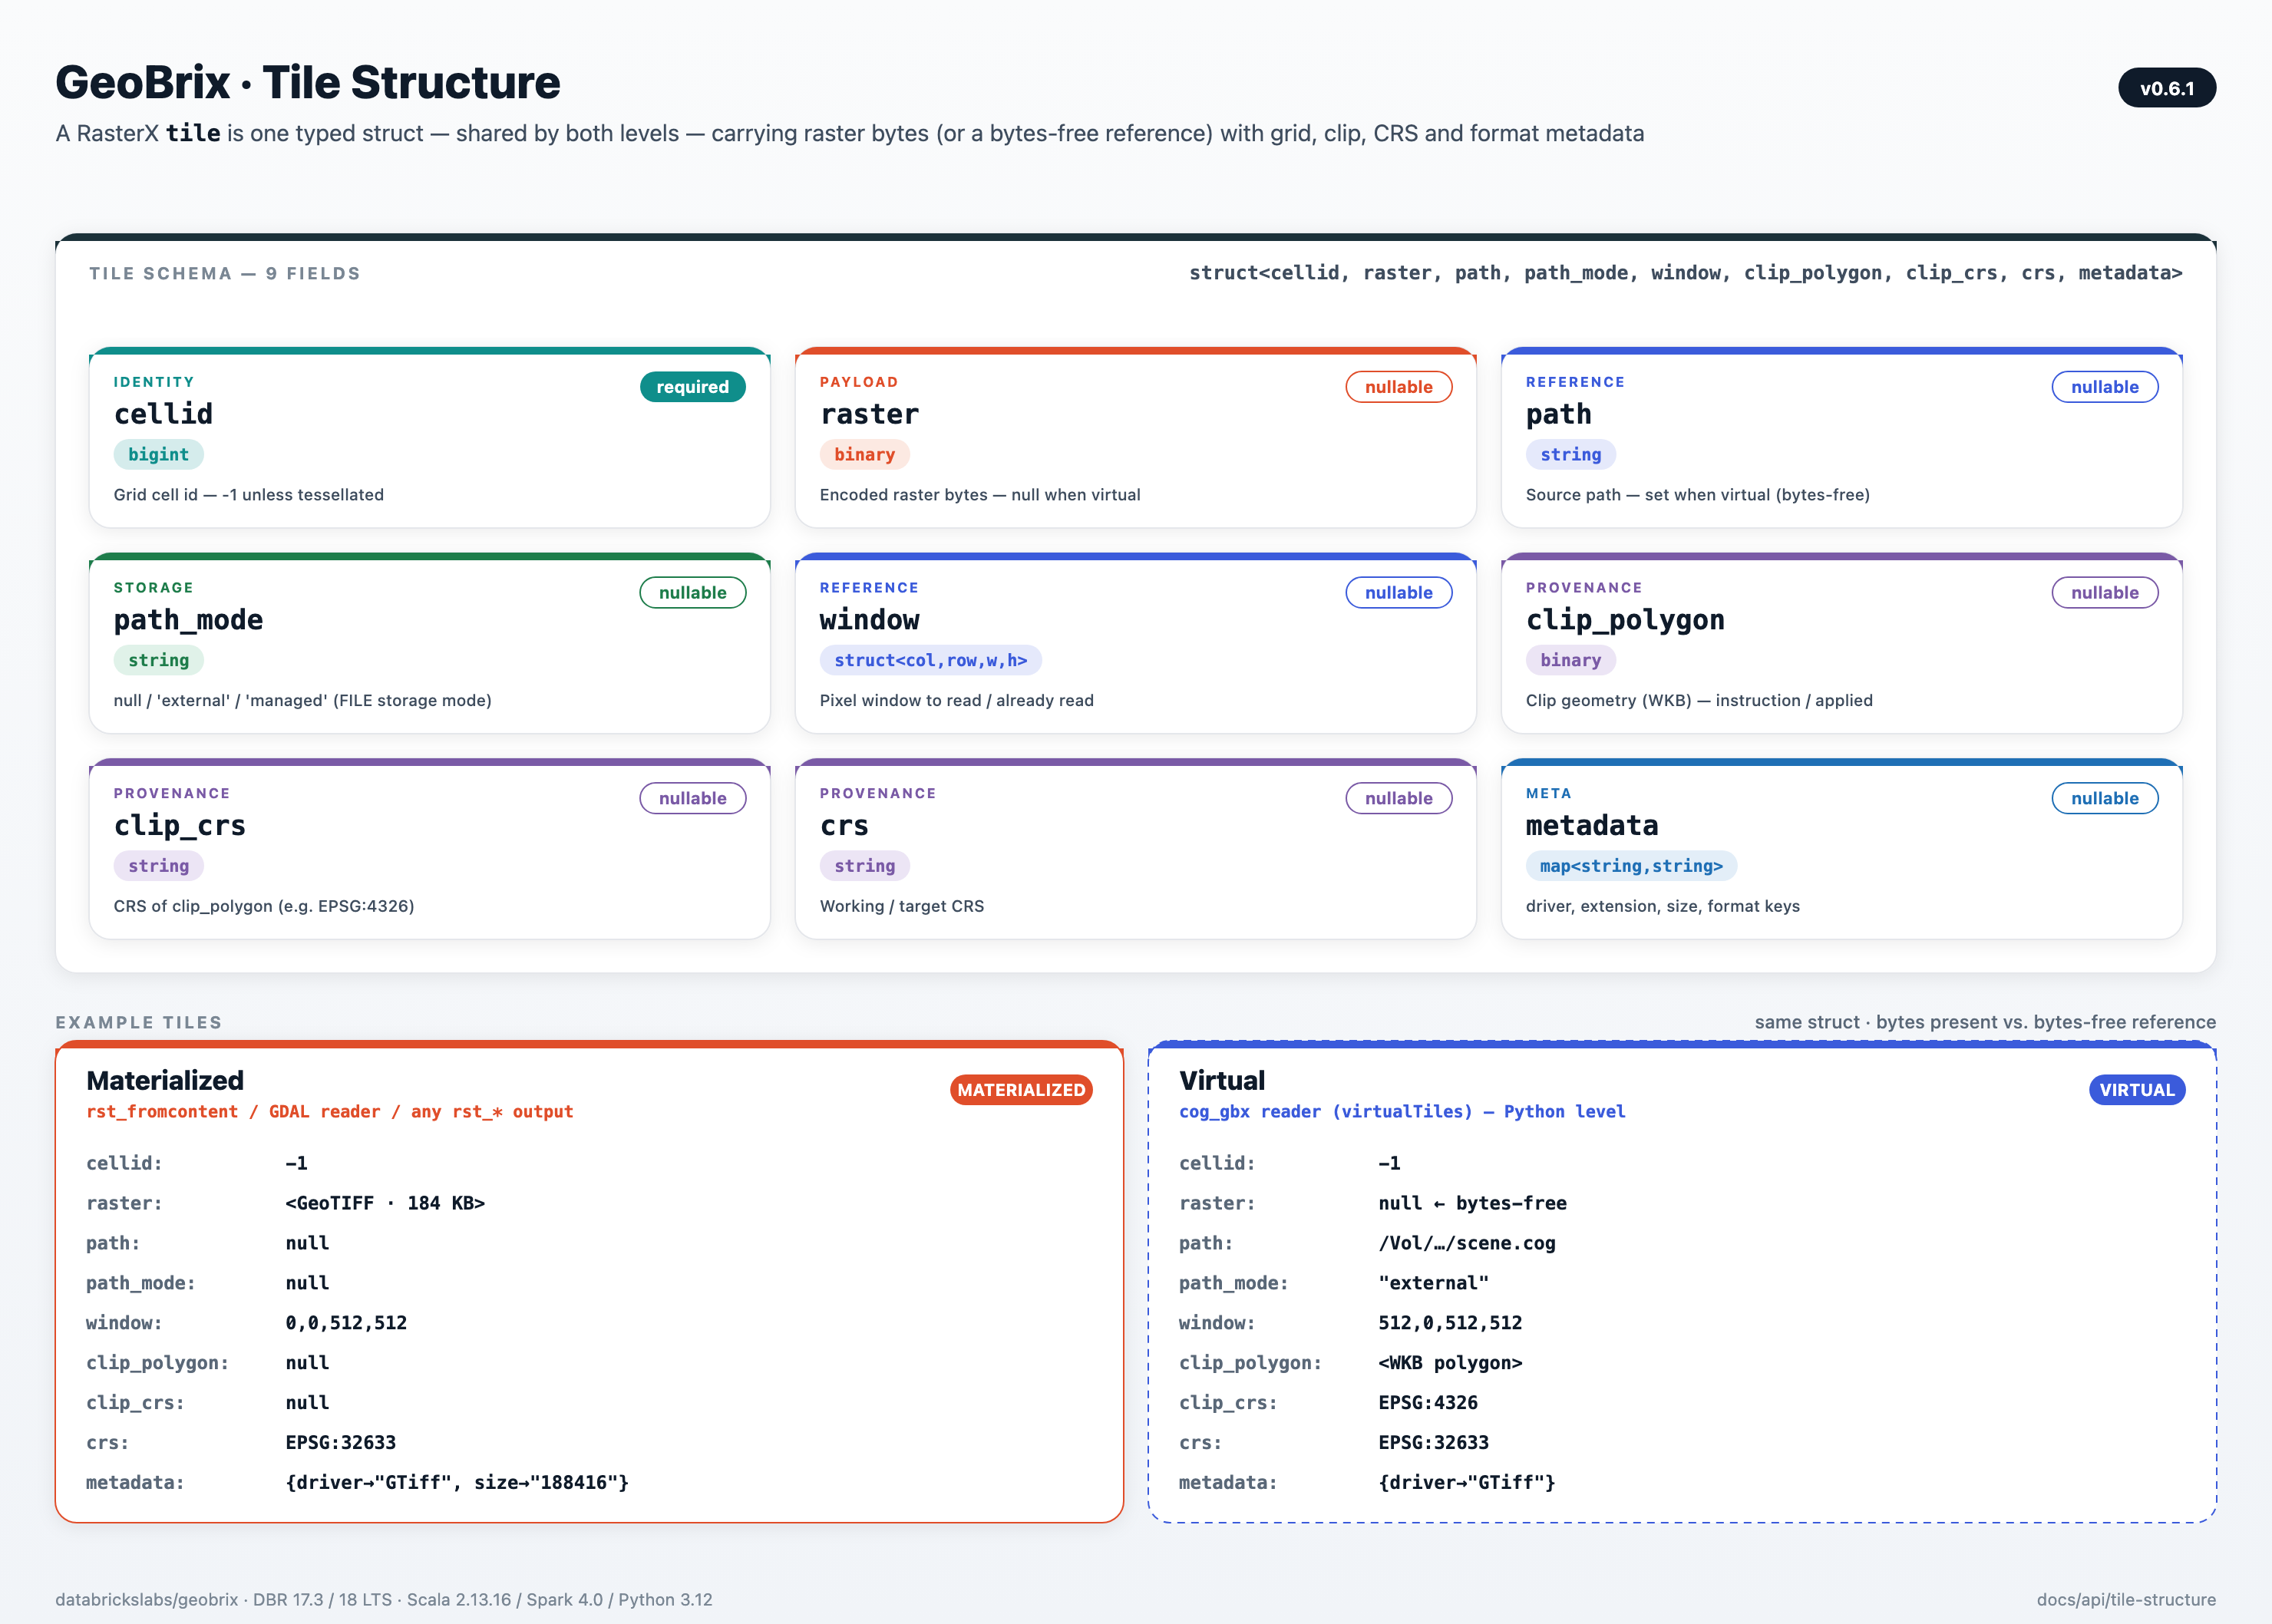 GeoBrix · Tile Structure
v0.6.1
A RasterX tile is one typed struct — shared by both levels — carrying raster bytes (or a bytes-free reference) with grid, clip, CRS and format metadata
TILE SCHEMA — 9 FIELDS
struct<cellid, raster, path, path_mode, window, clip_polygon, clip_crs, crs, metadata>
IDENTITY
required
cellid
bigint
Grid cell id — -1 unless tessellated
PAYLOAD
nullable
raster
binary
Encoded raster bytes — null when virtual
REFERENCE
nullable
path
string
Source path — set when virtual (bytes-free)
STORAGE
nullable
path_mode
string
null / 'external' / 'managed' (FILE storage mode)
REFERENCE
nullable
window
struct<col,row,w,h>
Pixel window to read / already read
PROVENANCE
nullable
clip_polygon
binary
Clip geometry (WKB) — instruction / applied
PROVENANCE
nullable
clip_crs
string
CRS of clip_polygon (e.g. EPSG:4326)
PROVENANCE
nullable
crs
string
Working / target CRS
META
nullable
metadata
map<string,string>
driver, extension, size, format keys
EXAMPLE TILES
same struct · bytes present vs. bytes-free reference
Materialized
MATERIALIZED
rst_fromcontent / GDAL reader / any rst_* output
cellid: −1
raster: <GeoTIFF · 184 KB>
path: null
path_mode: null
window: 0,0,512,512
clip_polygon: null
clip_crs: null
crs: EPSG:32633
metadata: {driver→"GTiff", size→"188416"}
Virtual
VIRTUAL
cog_gbx reader (virtualTiles) — Python level
cellid: −1
raster: null ← bytes−free
path: /Vol/…/scene.cog
path_mode: "external"
window: 512,0,512,512
clip_polygon: <WKB polygon>
clip_crs: EPSG:4326
crs: EPSG:32633
metadata: {driver→"GTiff"}
databrickslabs/geobrix · DBR 17.3 / 18 LTS · Scala 2.13.16 / Spark 4.0 / Python 3.12
docs/api/tile-structure